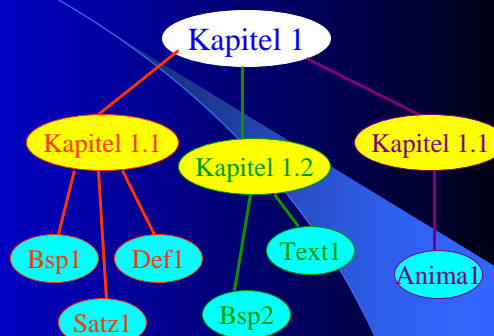 Kapitel 1
Kapitel 1.1
Kapitel 1.2
Kapitel 1.1
Bsp1
Def1
Text1
Anima1
Satz1
Bsp2